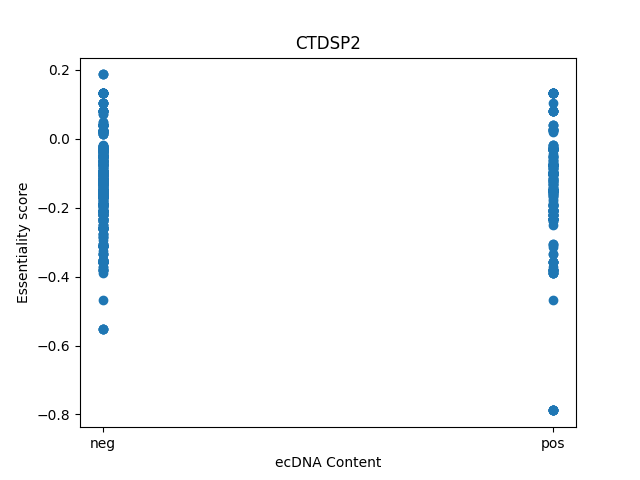 CTDSP2
Essentiality score
0.2
0.0
−0.2
−0.4
−0.6
−0.8
neg
pos
ecDNA Content